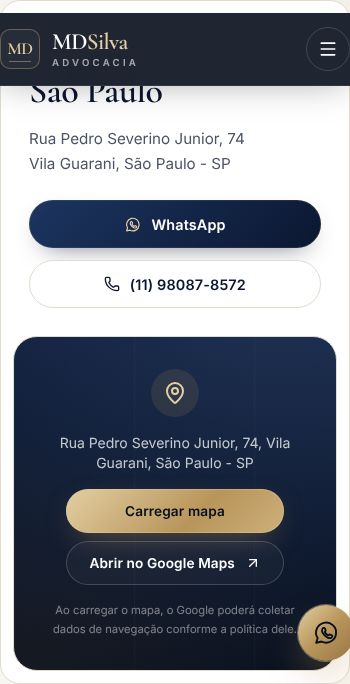 MD
MDSilva
ADVOCACIA
São Paulo
Rua Pedro Severino Junior, 74
Vila Guarani, São Paulo - SP
WhatsApp
(11) 98087-8572
Rua Pedro Severino Junior, 74, Vila
Guarani, São Paulo - SP
Carregar mapa
Abrir no Google Maps
Ao carregar o mapa, o Google poderá coletar
dados de navegação conforme a política dele.